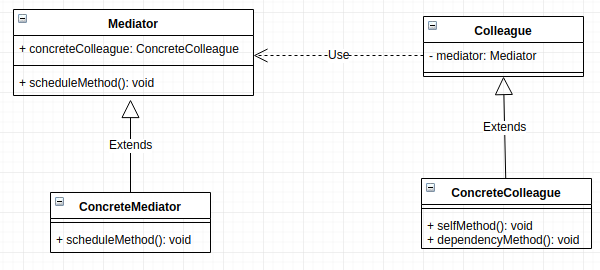 Mediator
+ concreteColleague: ConcreteColleague
+ scheduleMethod(): void
Colleague
- mediator: Mediator
Use
Extends
Extends
ConcreteMediator
+ scheduleMethod(): void
ConcreteColleague
+ selfMethod(): void
+ dependencyMethod(): void